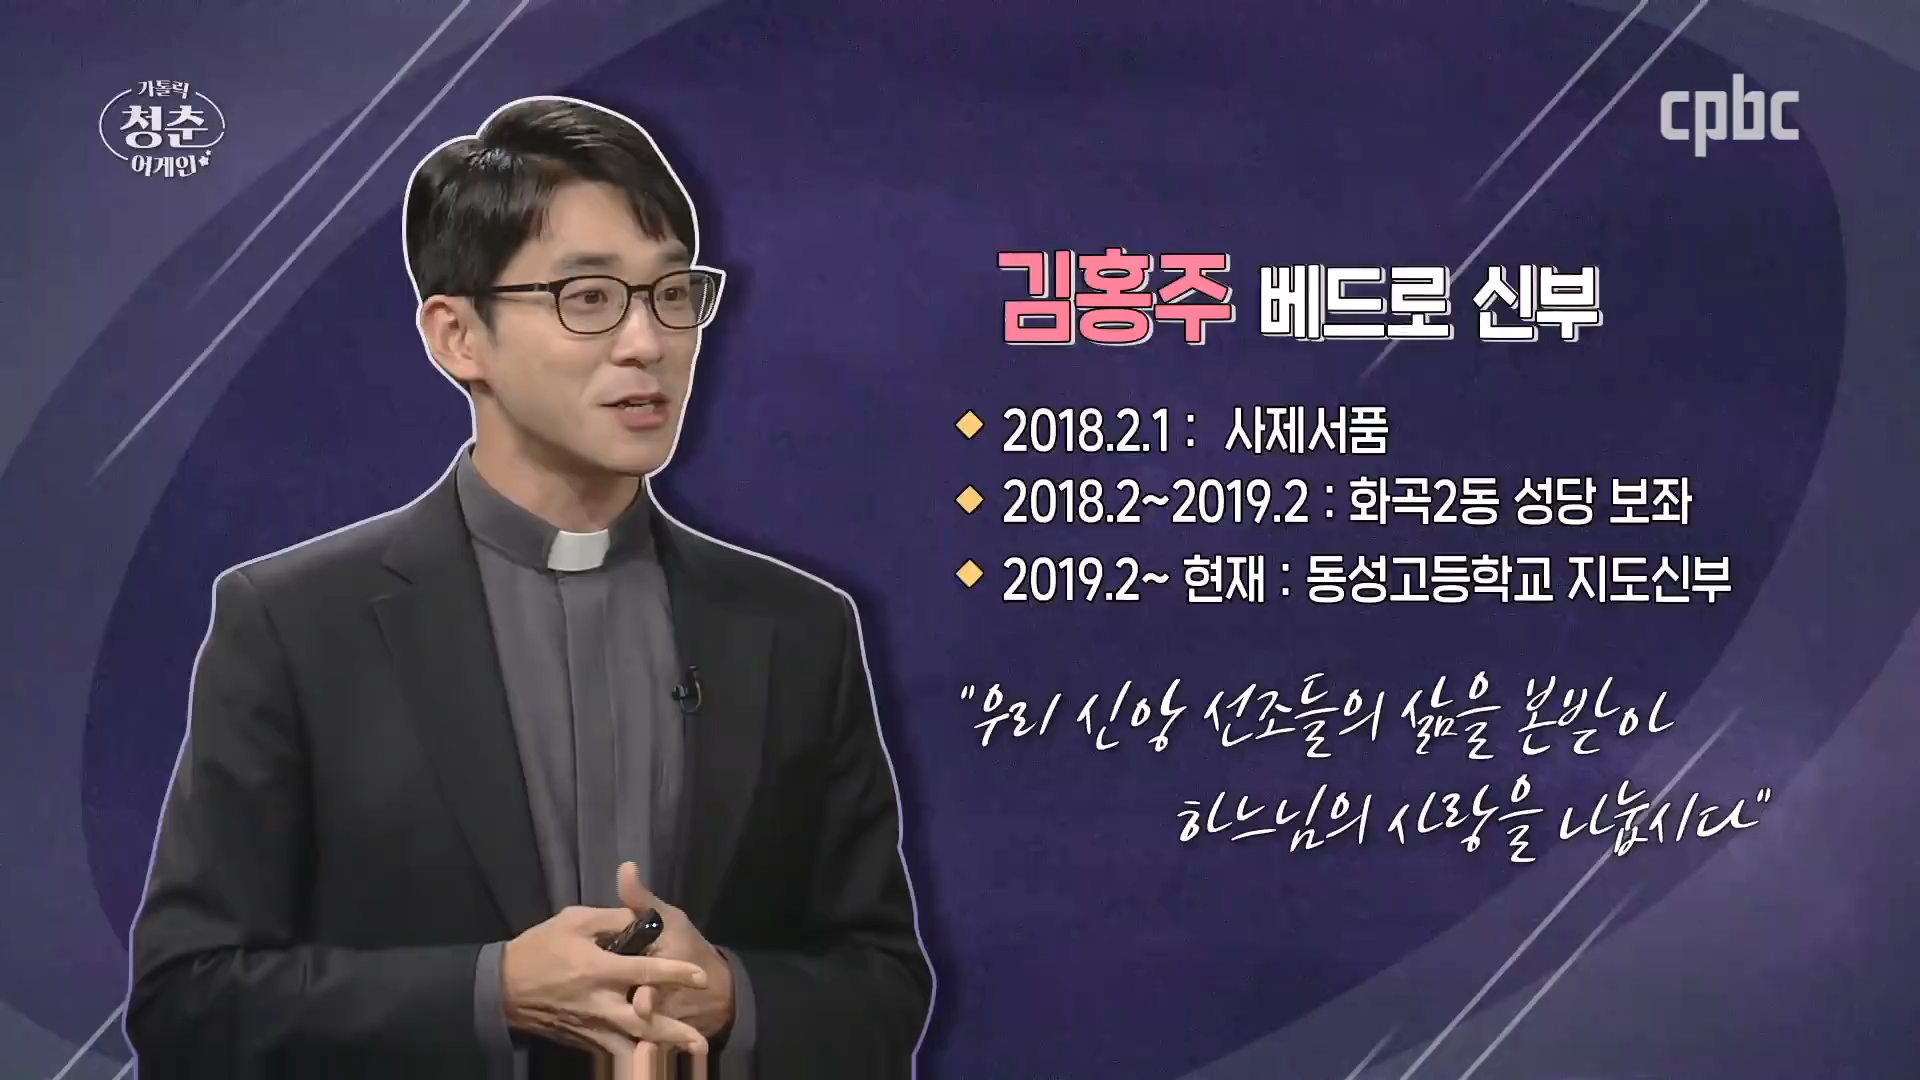 가톨릭
청춘
어게인
cpbc
김홍주 베드로 신부
2018.2.1 : 사제서품
2018.2~2019.2 : 화곡2동 성당 보좌
2019.2~ 현재 : 동성고등학교 지도신부
"우리 신앙 선조들의 삶을 본받아
하느님의 사랑을 나눕시다"